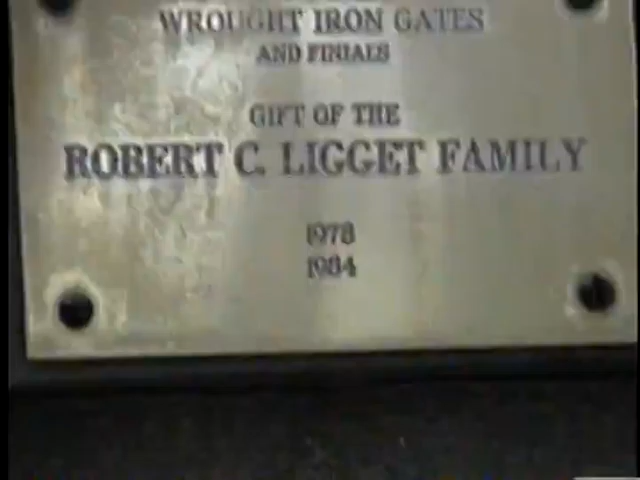 WROUGHT IRON GATES
AND FINIALS
GIFT OF THE
ROBERT C. LIGGET FAMILY
1978
1984